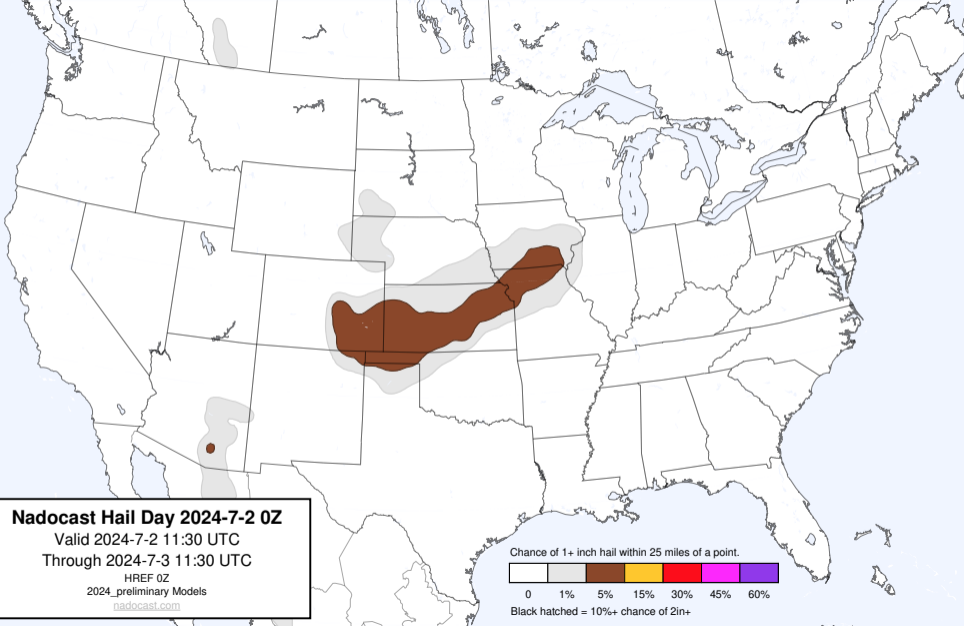 Nadocast Hail Day 2024-7-2 0Z
Valid 2024-7-2 11:30 UTC
Through 2024-7-3 11:30 UTC
HREF 0Z
2024_preliminary Models
nadocast.com
Chance of 1+ inch hail within 25 miles of a point.
0 1% 5% 15% 30% 45% 60%
Black hatched = 10%+ chance of 2in+